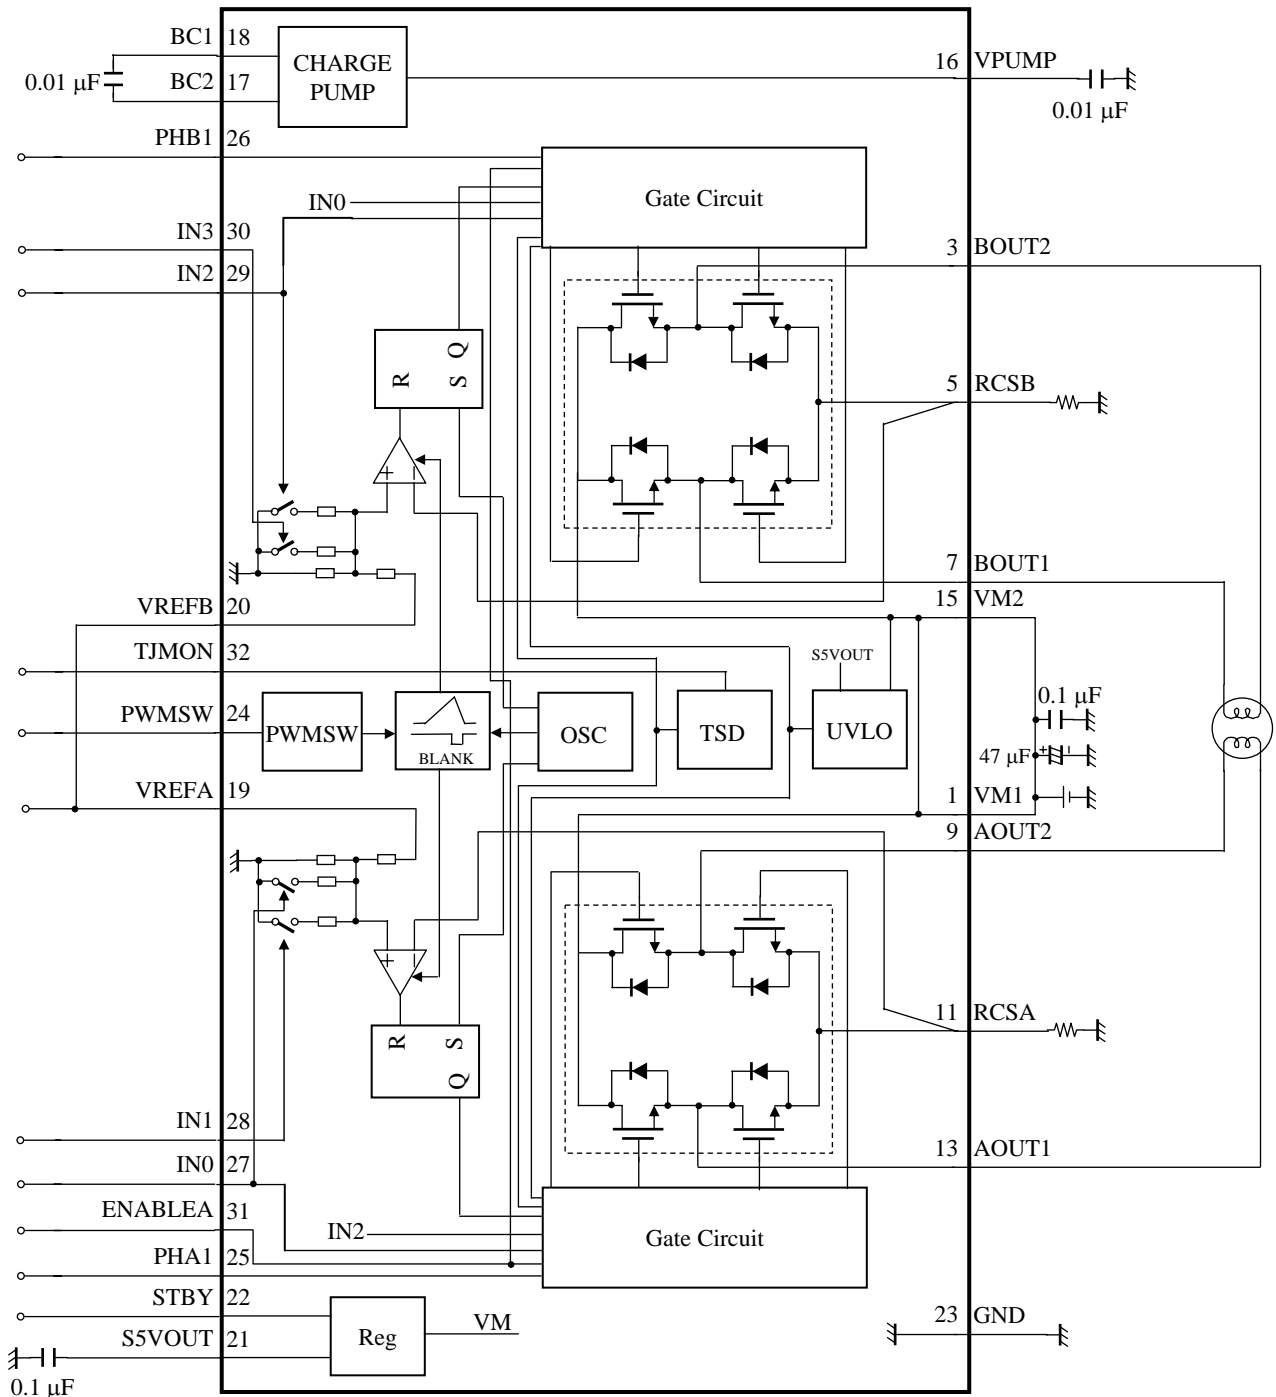 BC1 18
CHARGE
PUMP
16 VPUMP
0.01 μF
BC2 17
0.01 μF
PHB1 26
Gate Circuit
IN0
IN3 30
3 BOUT2
IN2 29
R
S Q
5 RCSB
+ −
7 BOUT1
15 VM2
VREFB 20
TJMON 32
S5VOUT
0.1 μF
PWMSW 24
PWMSW
BLANK
OSC
TSD
UVLO
47 μF
+ -
VREFA 19
1 VM1
9 AOUT2
+ −
11 RCSA
R
S
Q
IN1 28
13 AOUT1
IN0 27
ENABLEA 31
IN2
Gate Circuit
PHA1 25
STBY 22
23 GND
S5VOUT 21
Reg
VM
0.1 μF